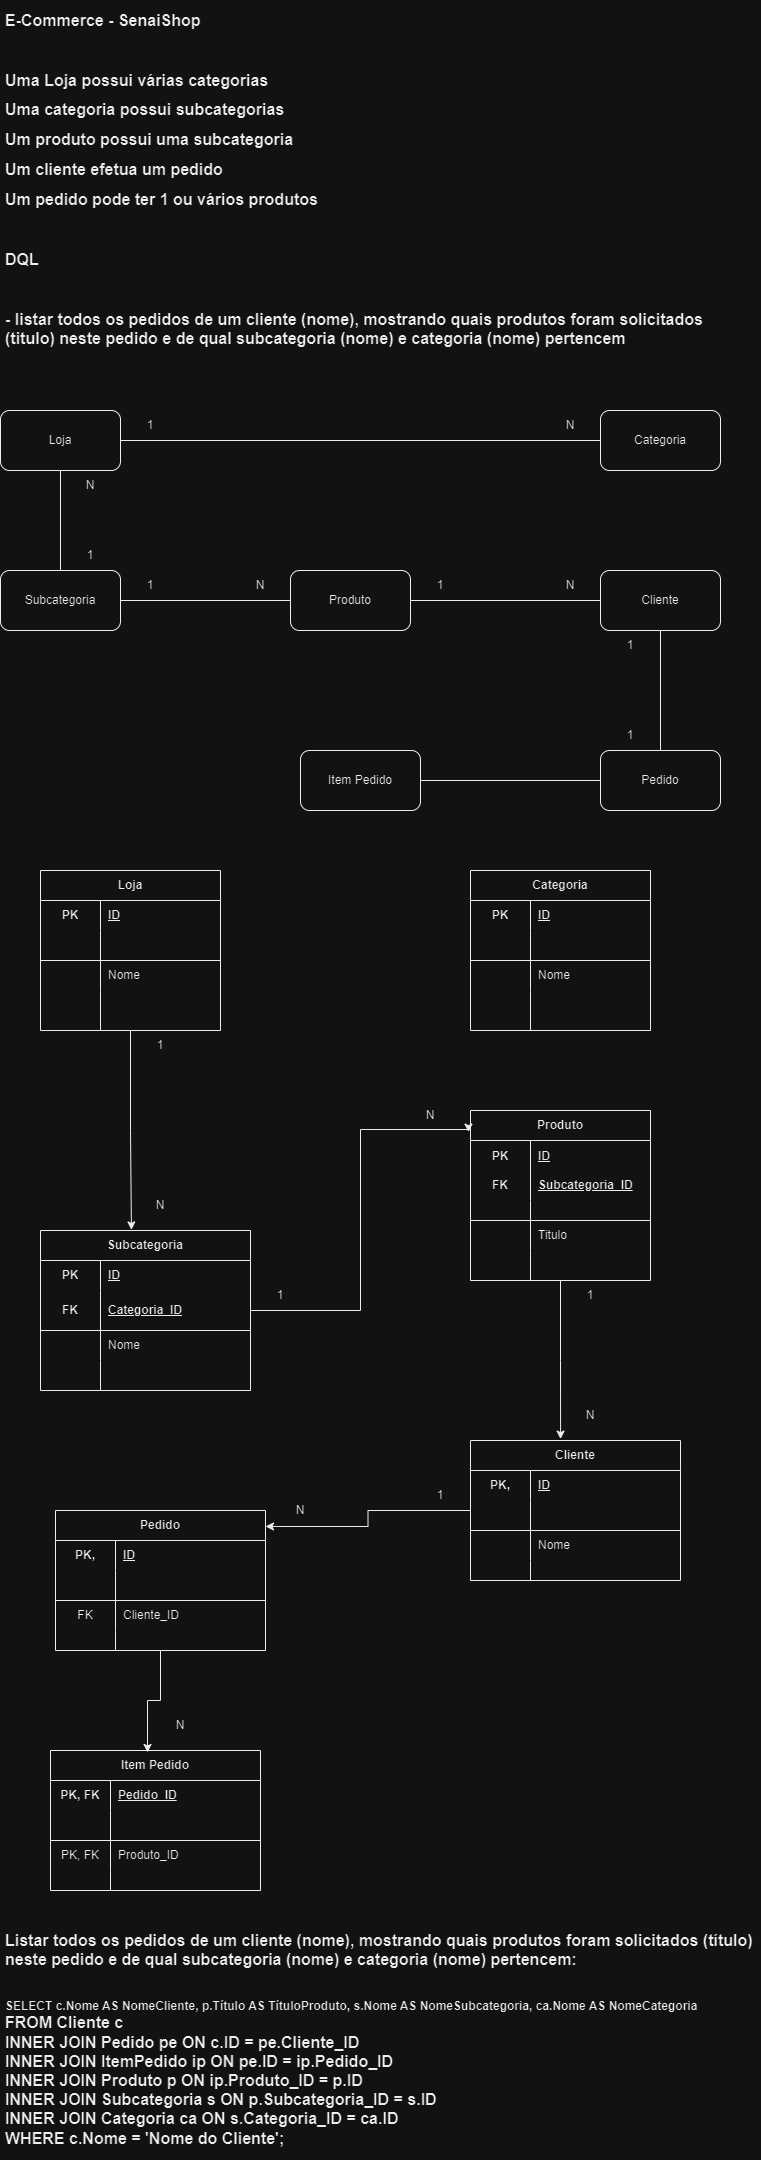 E-Commerce - SenaiShop
Uma Loja possui várias categorias
Uma categoria possui subcategorias
Um produto possui uma subcategoria
Um cliente efetua um pedido
Um pedido pode ter 1 ou vários produtos
DQL
- listar todos os pedidos de um cliente (nome), mostrando quais produtos foram solicitados
(titulo) neste pedido e de qual subcategoria (nome) e categoria (nome) pertencem
Loja
1
N
Categoria
N
1
Subcategoria
1
N
Produto
1
N
Cliente
1
1
Item Pedido
Pedido
Loja
PK
ID
Nome
Categoria
PK
ID
Nome
1
N
N
Produto
PK
ID
FK
Subcategoria_ID
Titulo
Subcategoria
PK
ID
FK
Categoria_ID
Nome
1
1
N
Cliente
PK,
ID
Nome
1
N
Pedido
PK,
ID
FK
Cliente_ID
N
Item Pedido
PK, FK
Pedido_ID
PK, FK
Produto_ID
Listar todos os pedidos de um cliente (nome), mostrando quais produtos foram solicitados (título)
neste pedido e de qual subcategoria (nome) e categoria (nome) pertencem:
SELECT c.Nome AS NomeCliente, p.Título AS TítuloProduto, s.Nome AS NomeSubcategoria, ca.Nome AS NomeCategoria
FROM Cliente c
INNER JOIN Pedido pe ON c.ID = pe.Cliente_ID
INNER JOIN ItemPedido ip ON pe.ID = ip.Pedido_ID
INNER JOIN Produto p ON ip.Produto_ID = p.ID
INNER JOIN Subcategoria s ON p.Subcategoria_ID = s.ID
INNER JOIN Categoria ca ON s.Categoria_ID = ca.ID
WHERE c.Nome = 'Nome do Cliente';